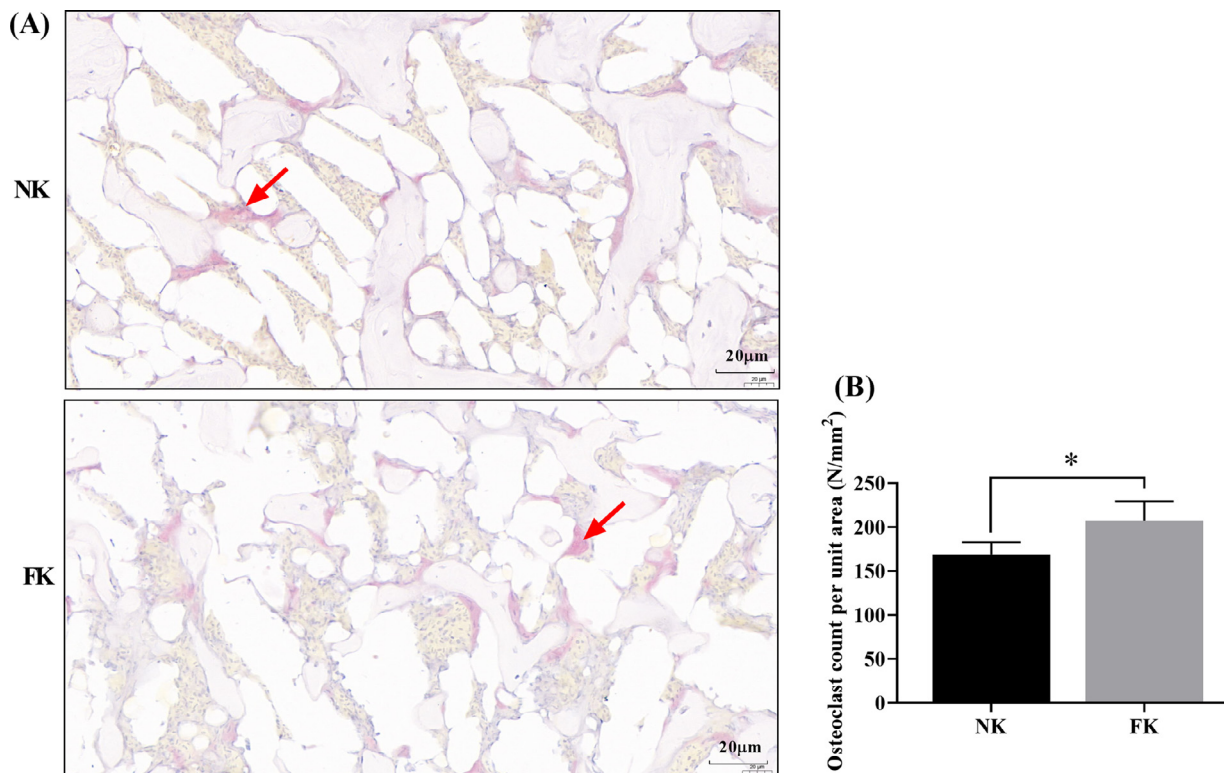 (A)
NK
20μm
20 μm
FK
20μm
20 μm
(B)
Osteoclast count per unit area (N/mm²)
*
250
200
150
100
50
0
NK
FK